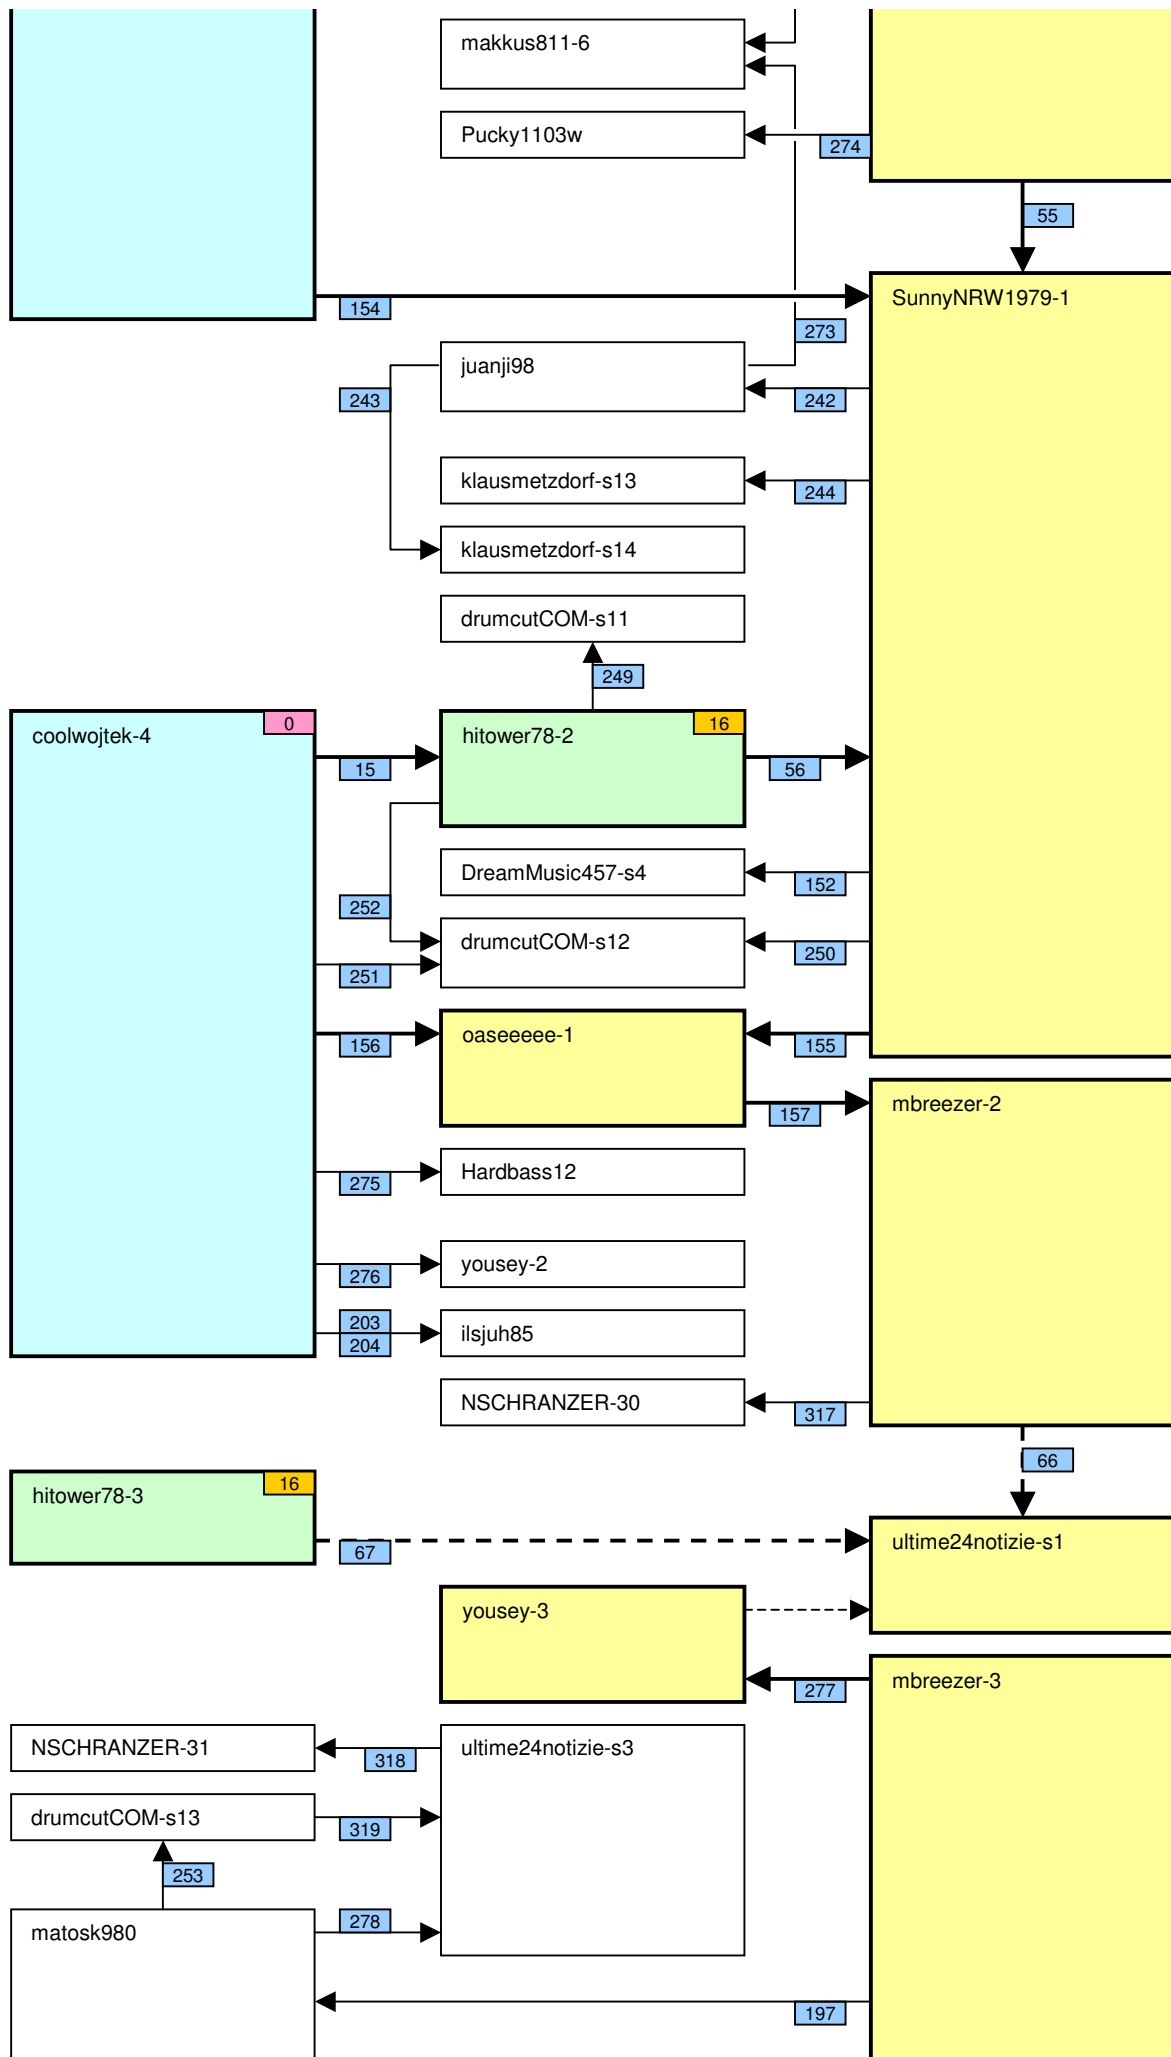 makkus811-6
Pucky1103w
274
55
SunnyNRW1979-1
154
273
juanji98
243
242
klausmetzdorf-s13
244
klausmetzdorf-s14
drumcutCOM-s11
249
coolwojtek-4
0
hitower78-2
16
15
56
DreamMusic457-s4
152
252
drumcutCOM-s12
250
251
oaseeeee-1
156
155
mbreezer-2
157
Hardbass12
275
yousey-2
276
203
ilsjuh85
204
NSCHRANZER-30
317
66
hitower78-3
16
ultime24notizie-s1
67
yousey-3
mbreezer-3
277
NSCHRANZER-31
ultime24notizie-s3
318
drumcutCOM-s13
319
253
278
matosk980
197